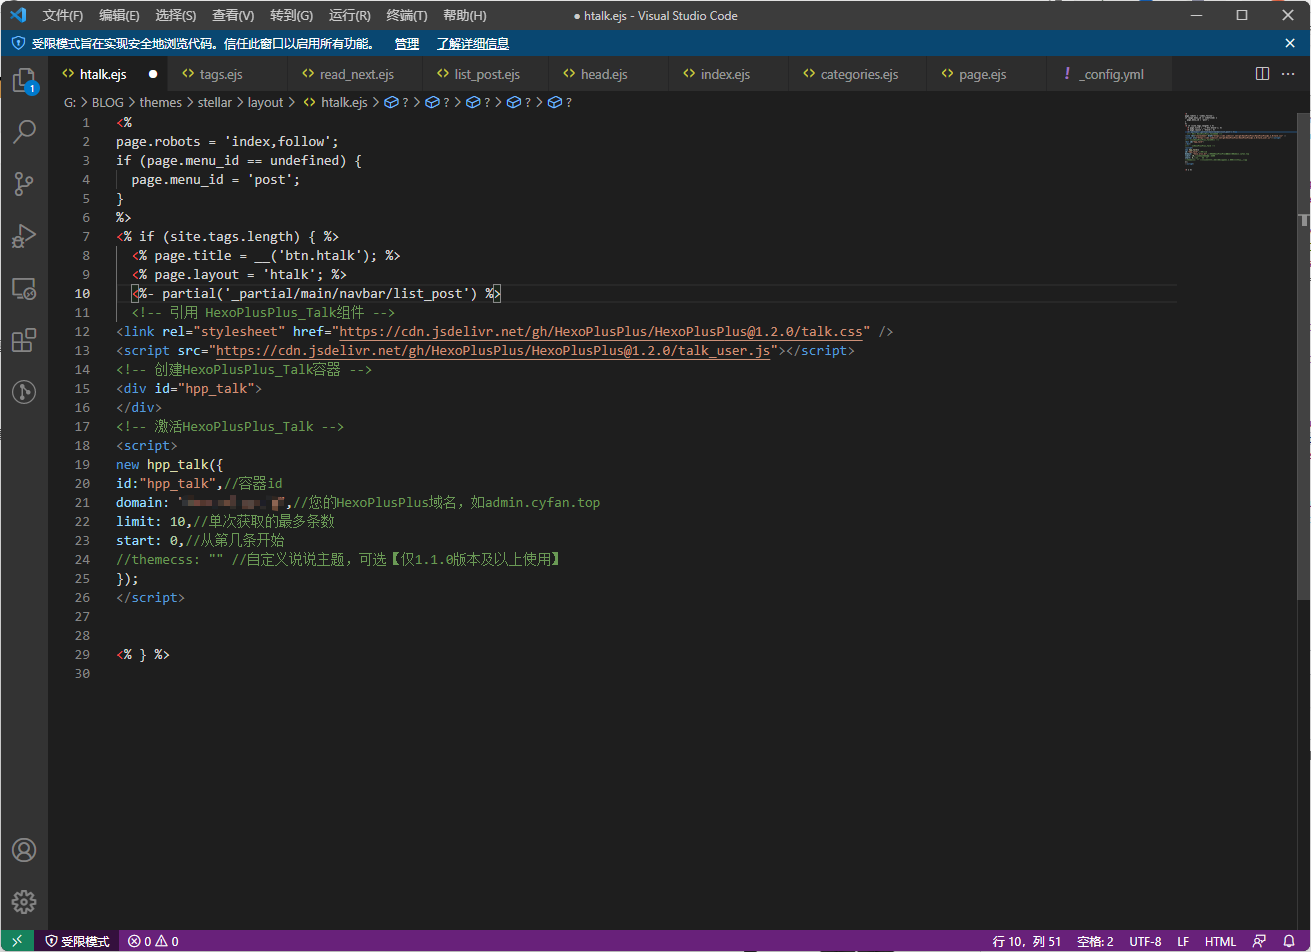 文件(F) 编辑(E) 选择(S) 查看(V) 转到(G) 运行(R) 终端(T) 帮助(H) ● htalk.ejs - Visual Studio Code
受限模式旨在实现安全地浏览代码。信任此窗口以启用所有功能。 管理 了解详细信息
htalk.ejs tags.ejs read_next.ejs list_post.ejs head.ejs index.ejs categories.ejs page.ejs ! _config.yml
1
G: > BLOG > themes > stellar > layout > htalk.ejs > ? > ? > ? > ? > ?
1 <%
2 page.robots = 'index,follow';
3 if (page.menu_id == undefined) {
4 page.menu_id = 'post';
5 }
6 %>
7 <% if (site.tags.length) { %>
8 <% page.title = __('btn.htalk'); %>
9 <% page.layout = 'htalk'; %>
10 <%- partial('_partial/main/navbar/list_post') %>
11 <!-- 引用 HexoPlusPlus_Talk组件 -->
12 <link rel="stylesheet" href="https://cdn.jsdelivr.net/gh/HexoPlusPlus/HexoPlusPlus@1.2.0/talk.css" />
13 <script src="https://cdn.jsdelivr.net/gh/HexoPlusPlus/HexoPlusPlus@1.2.0/talk_user.js"></script>
14 <!-- 创建HexoPlusPlus_Talk容器 -->
15 <div id="hpp_talk">
16 </div>
17 <!-- 激活HexoPlusPlus_Talk -->
18 <script>
19 new hpp_talk({
20 id:"hpp_talk",//容器id
21 domain: " ",//您的HexoPlusPlus域名，如admin.cyfan.top
22 limit: 10,//单次获取的最多条数
23 start: 0,//从第几条开始
24 //themecss: "" //自定义说说主题，可选【仅1.1.0版本及以上使用】
25 });
26 </script>
27
28
29 <% } %>
30
受限模式 0 0 行 10，列 51 空格: 2 UTF-8 LF HTML